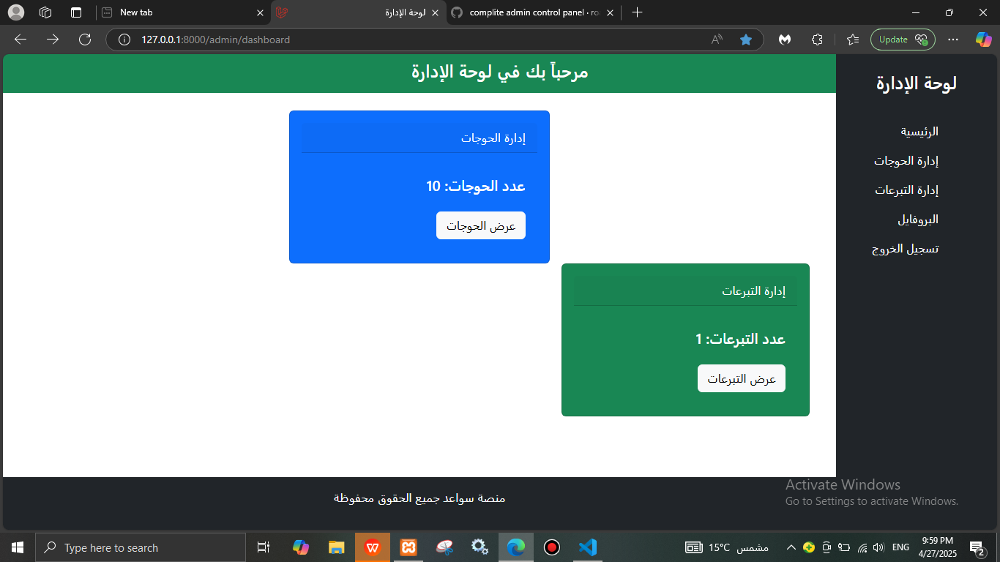 New tab
لوحة الإدارة
complite admin control panel · ro
127.0.0.1:8000/admin/dashboard
Update
مرحباً بك في لوحة الإدارة
لوحة الإدارة
الرئيسية
إدارة الحوجات
إدارة التبرعات
البروفايل
تسجيل الخروج
إدارة الحوجات
عدد الحوجات: 10
عرض الحوجات
إدارة التبرعات
عدد التبرعات: 1
عرض التبرعات
منصة سواعد جميع الحقوق محفوظة
Activate Windows
Go to Settings to activate Windows.
Type here to search
15°C مشمس
ENG
9:59 PM
4/27/2025
2